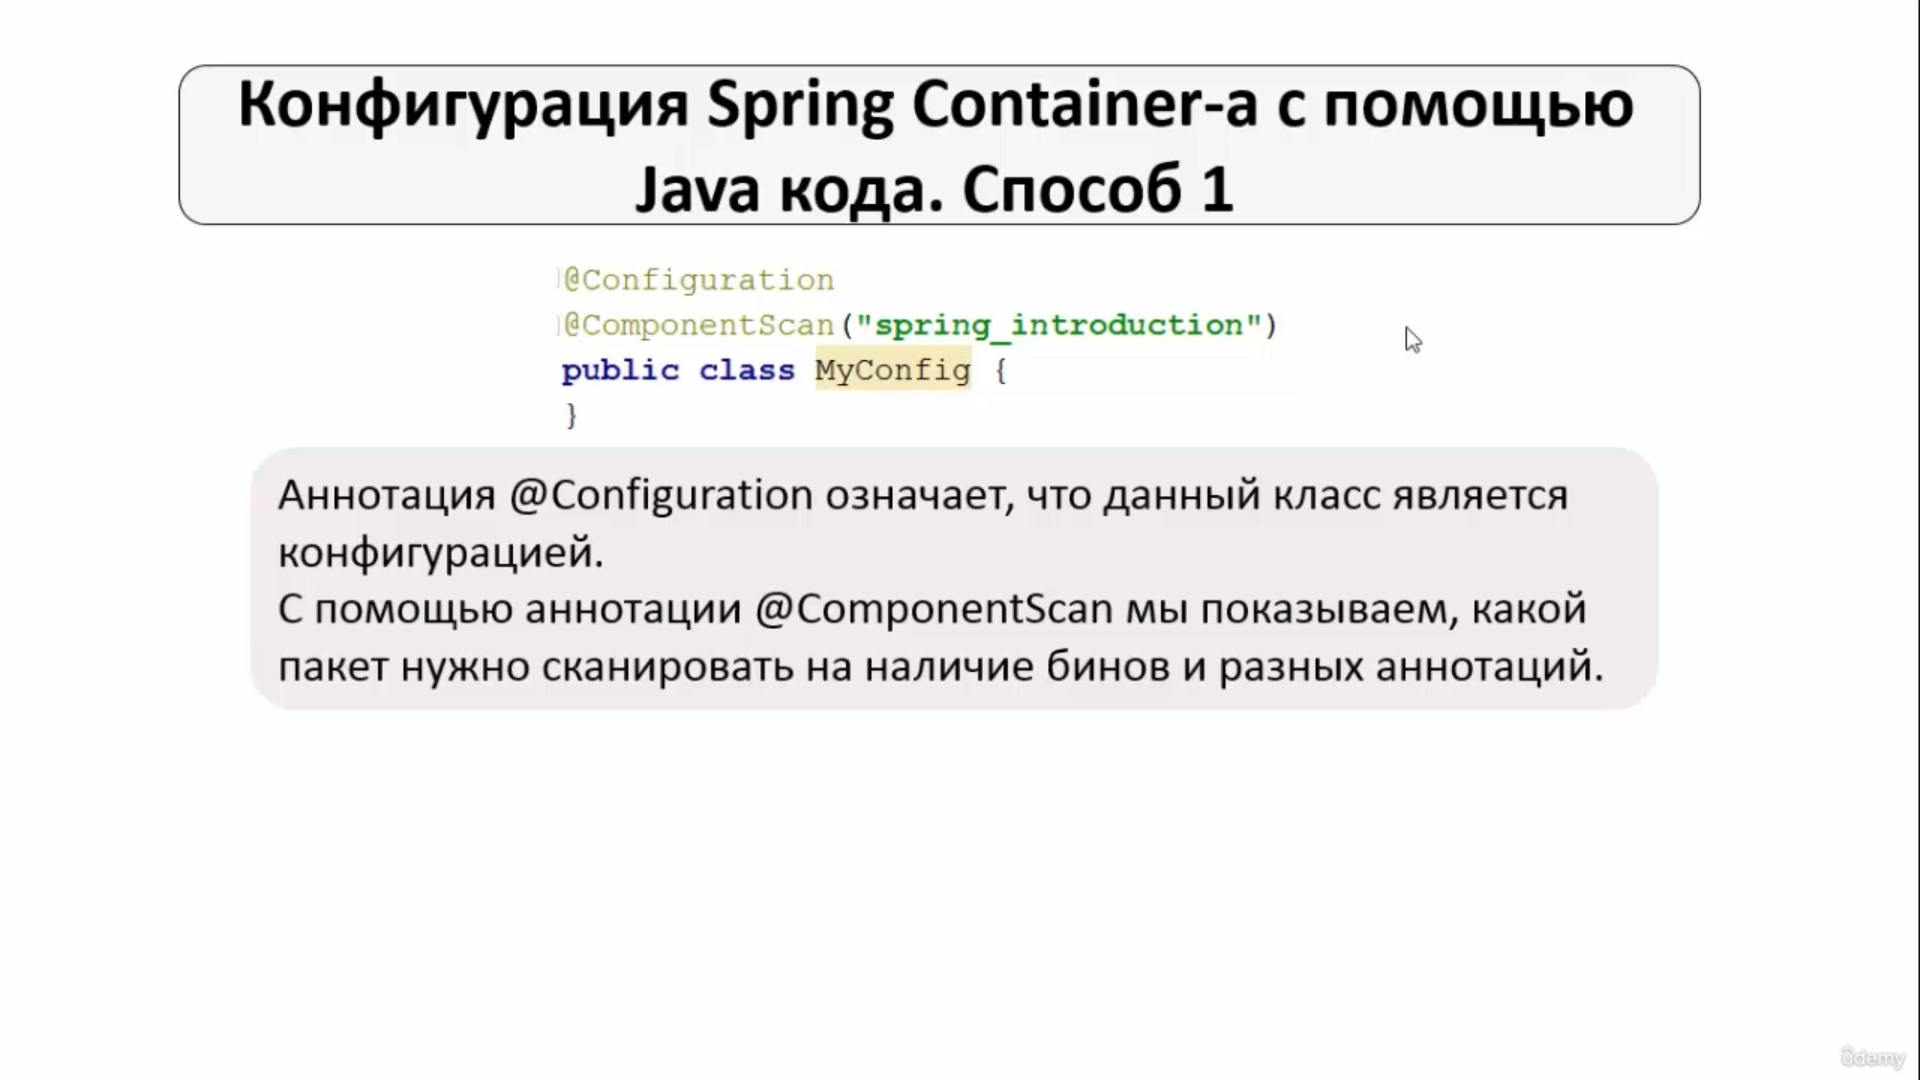 Конфигурация Spring Container-а с помощью
Java кода. Способ 1
@Configuration
@ComponentScan("spring_introduction")
public class MyConfig {
}
Аннотация @Configuration означает, что данный класс является
конфигурацией.
С помощью аннотации @ComponentScan мы показываем, какой
пакет нужно сканировать на наличие бинов и разных аннотаций.
ûdemy